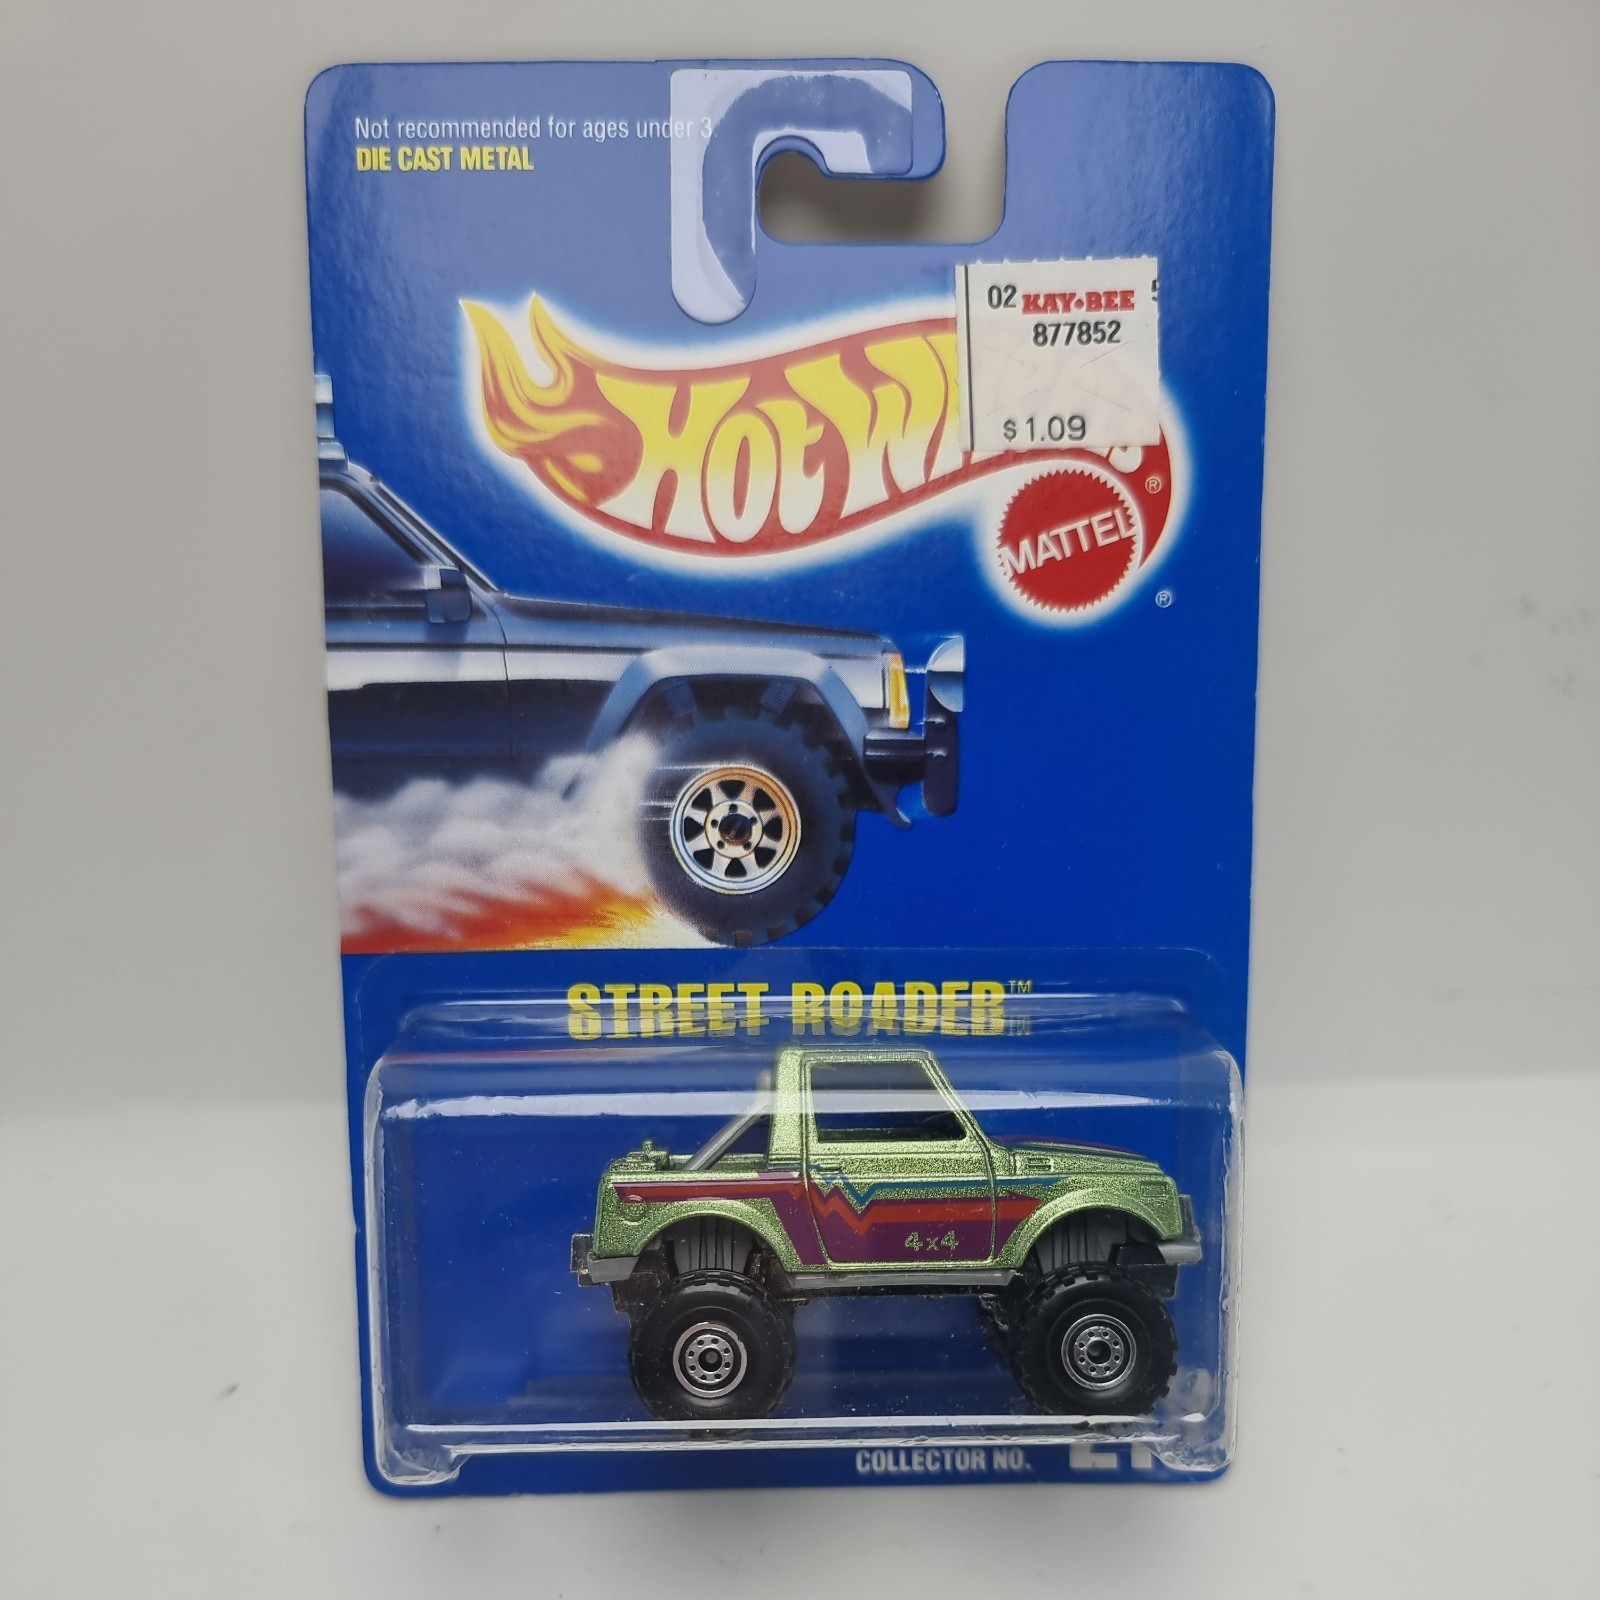 Not recommended for ages under 3.
DIE CAST METAL
02 KAY•BEE 5
877852
$1.09
HOT W
MATTEL
®
®
STREET ROADER™
4x4
COLLECTOR NO.